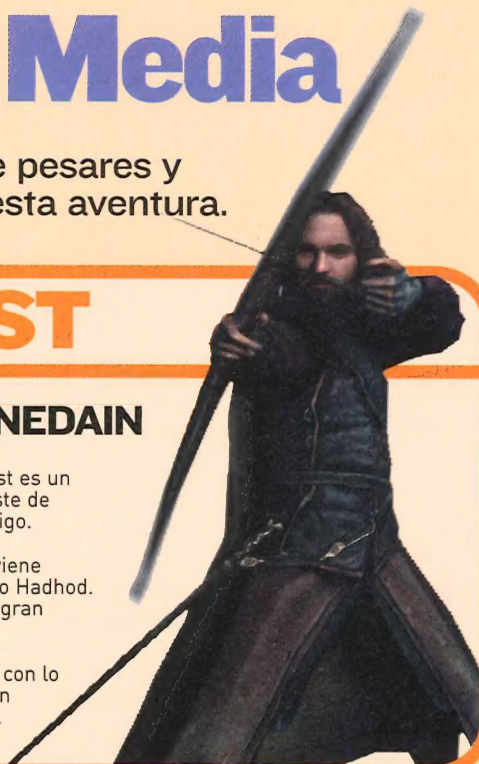 Media
e pesares y
esta aventura.
ST
NEDAIN
st es un
ste de
igo.
viene
o Hadhod.
gran
con lo
n